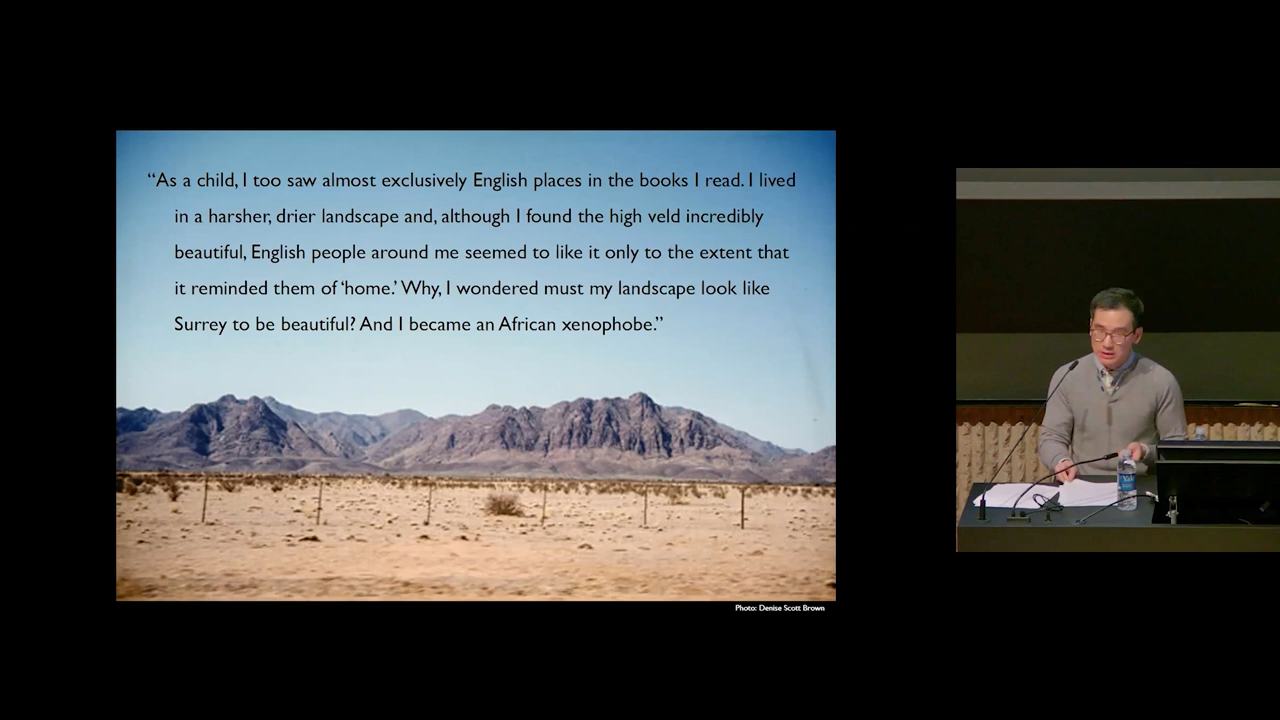 “As a child, I too saw almost exclusively English places in the books I read. I lived
in a harsher, drier landscape and, although I found the high veld incredibly
beautiful, English people around me seemed to like it only to the extent that
it reminded them of ‘home.’ Why, I wondered must my landscape look like
Surrey to be beautiful? And I became an African xenophobe.”
Photo: Denise Scott Brown
Yale